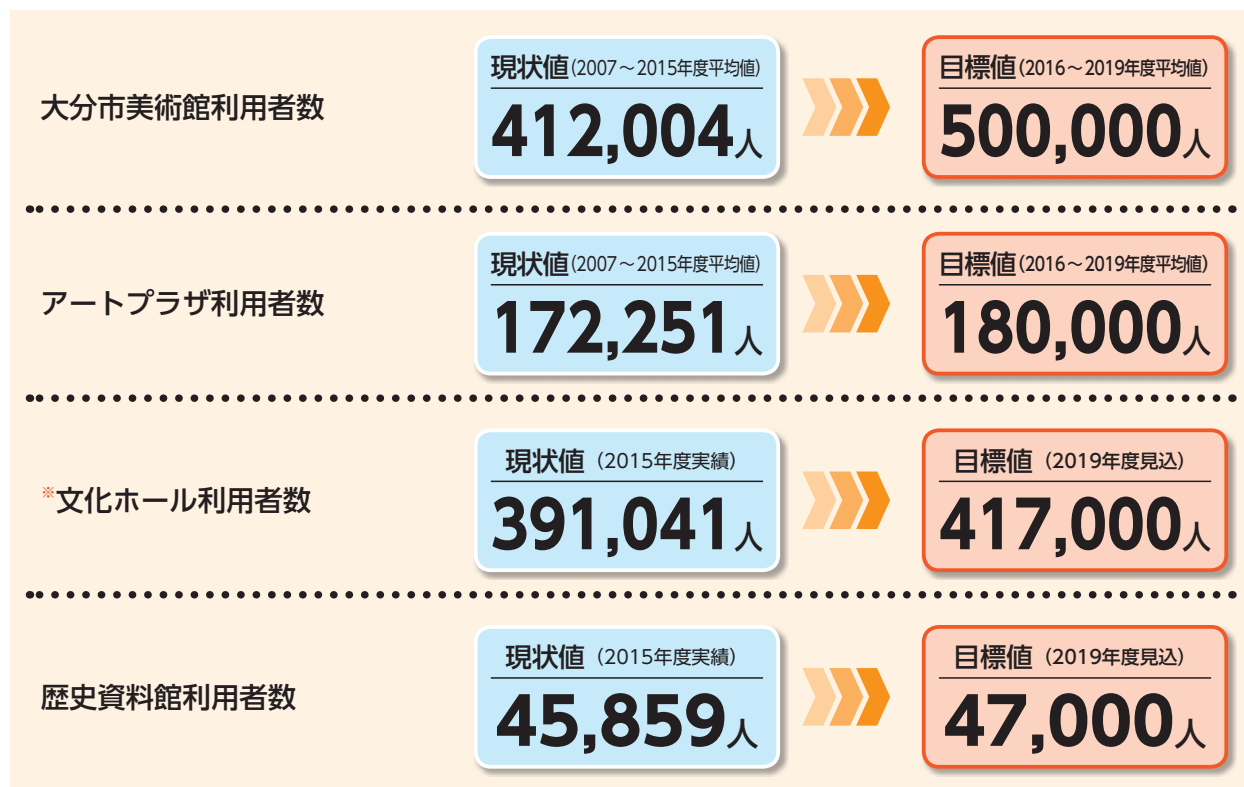 大分市美術館利用者数
現状値(2007～2015年度平均値)
412,004人
目標値(2016～2019年度平均値)
500,000人
アートプラザ利用者数
現状値(2007～2015年度平均値)
172,251人
目標値(2016～2019年度平均値)
180,000人
※文化ホール利用者数
現状値（2015年度実績）
391,041人
目標値（2019年度見込）
417,000人
歴史資料館利用者数
現状値（2015年度実績）
45,859人
目標値（2019年度見込）
47,000人